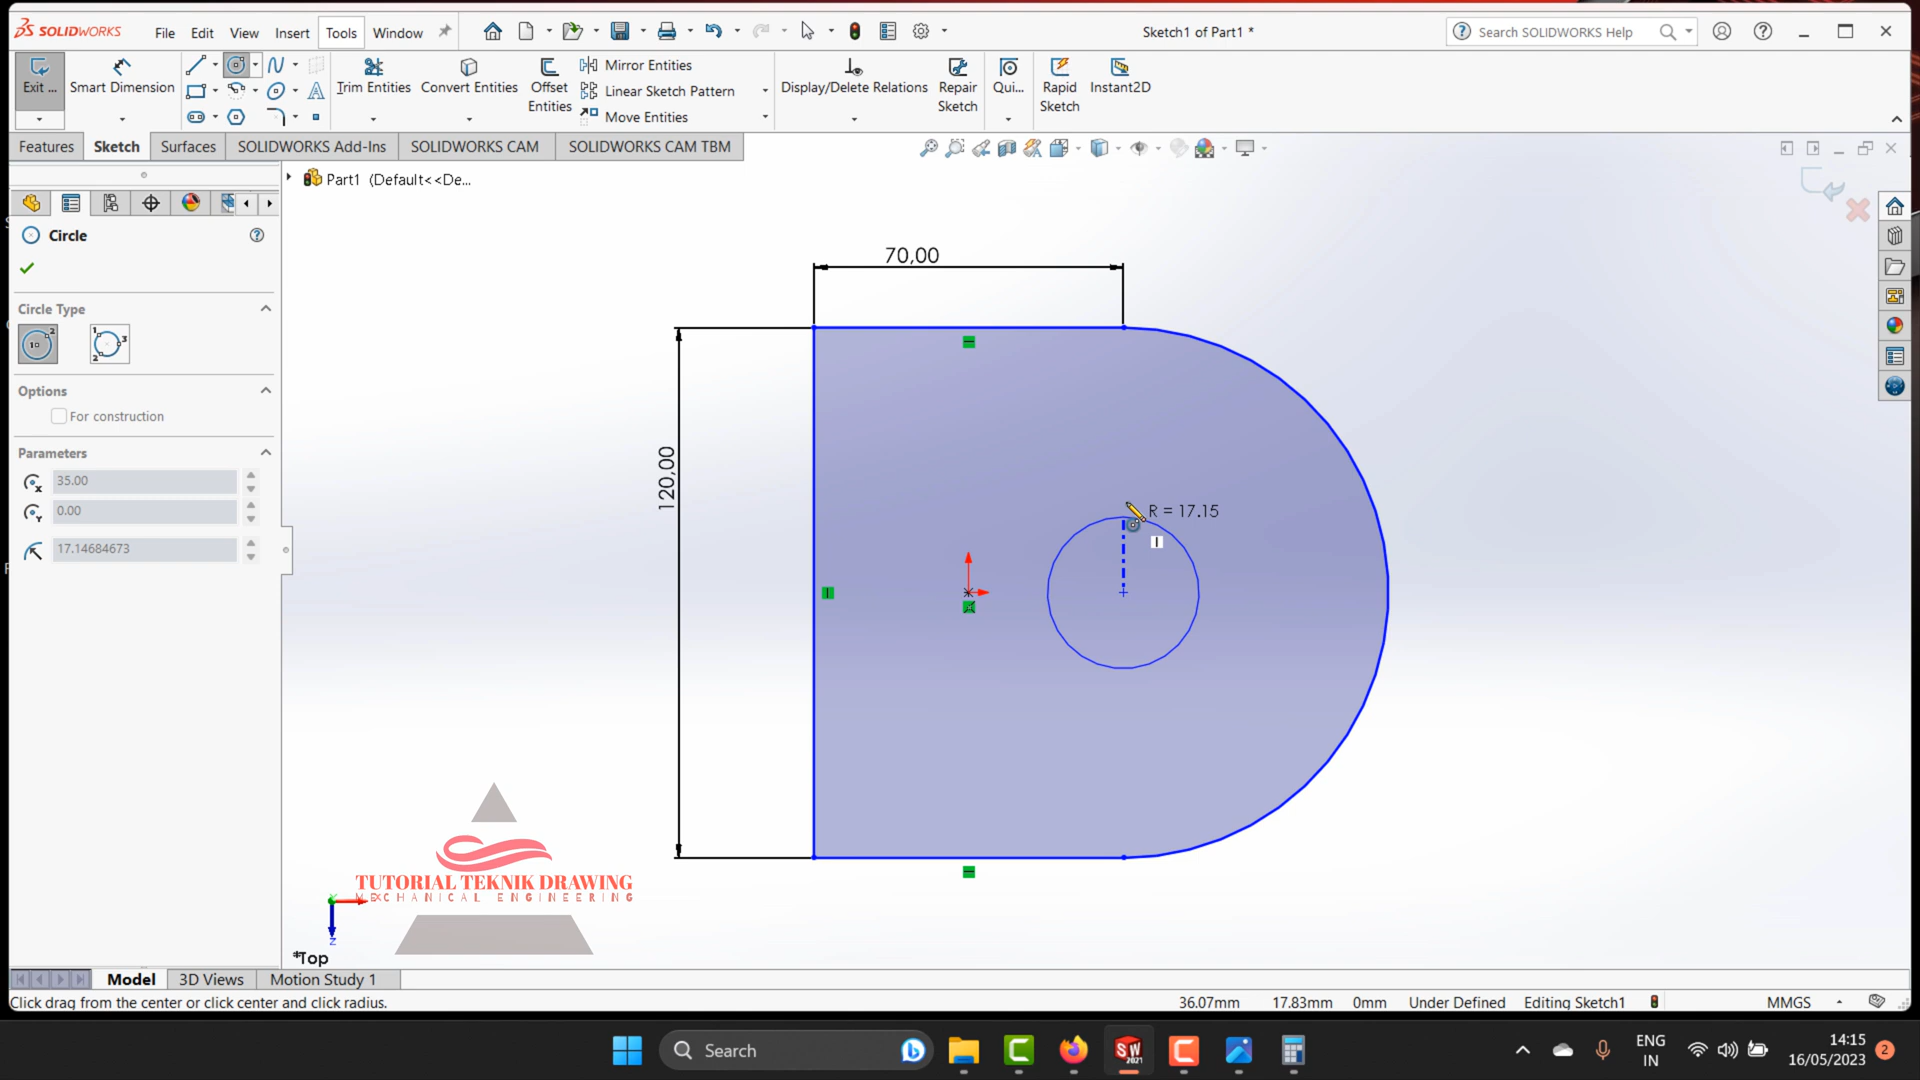 SOLIDWORKS
File Edit View Insert Tools Window
Sketch1 of Part1 *
Search SOLIDWORKS Help
Exit ...
Smart Dimension
Trim Entities
Convert Entities
Offset Entities
Mirror Entities
Linear Sketch Pattern
Move Entities
Display/Delete Relations
Repair Sketch
Qui...
Rapid Sketch
Instant2D
Features Sketch Surfaces SOLIDWORKS Add-Ins SOLIDWORKS CAM SOLIDWORKS CAM TBM
Part1 (Default<<De...
Circle
Circle Type
Options
For construction
Parameters
35.00
0.00
17.14684673
70,00
120,00
R = 17.15
TUTORIAL TEKNIK DRAWING
MECHANICAL ENGINEERING
Z
*Top
Model 3D Views Motion Study 1
Click drag from the center or click center and click radius.
36.07mm 17.83mm 0mm Under Defined Editing Sketch1 MMGS
Search
SW
2021
ENG
IN
14:15
16/05/2023
2